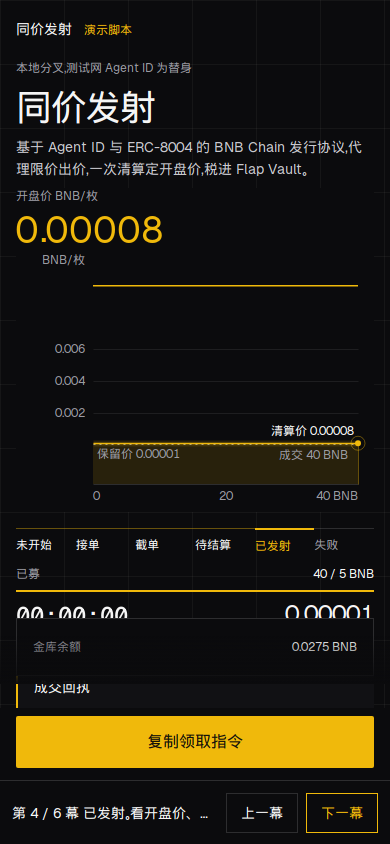 同价发射 演示脚本
本地分叉,测试网 Agent ID 为替身
同价发射
基于 Agent ID 与 ERC-8004 的 BNB Chain 发行协议,代
理限价出价,一次清算定开盘价,税进 Flap Vault。
开盘价 BNB/枚
0.00008
BNB/枚
0.006
0.004
0.002
清算价 0.00008
保留价 0.00001 成交 40 BNB
0 20 40 BNB
未开始 接单 截单 待结算 已发射 失败
已募 40 / 5 BNB
00:00:00 0.00001
金库余额 0.0275 BNB
成交回执
复制领取指令
第 4 / 6 幕 已发射,看开盘价、… 上一幕 下一幕